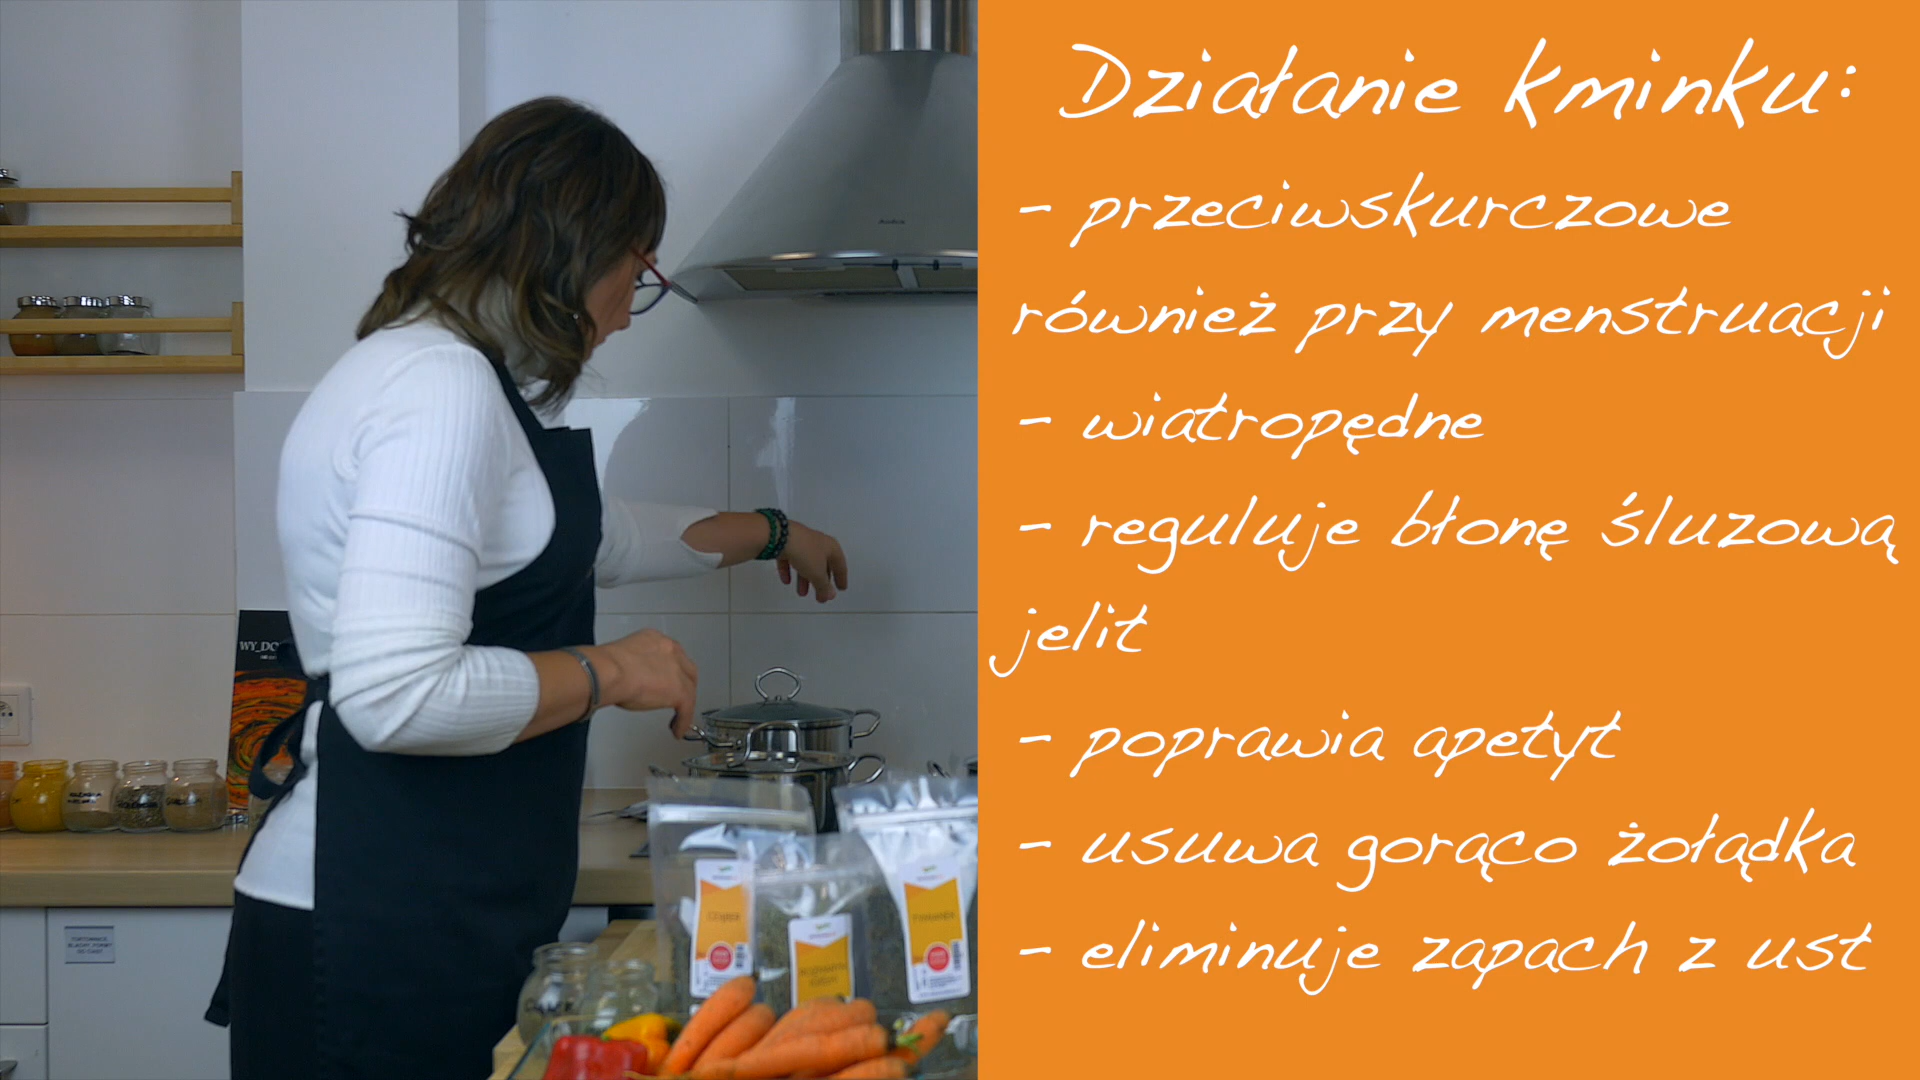 Działanie kminku:
- przeciwskurczowe
również przy menstruacji
- wiatropędne
- reguluje błonę śluzową
jelit
- poprawia apetyt
- usuwa gorąco żołądka
- eliminuje zapach z ust
WY_DO